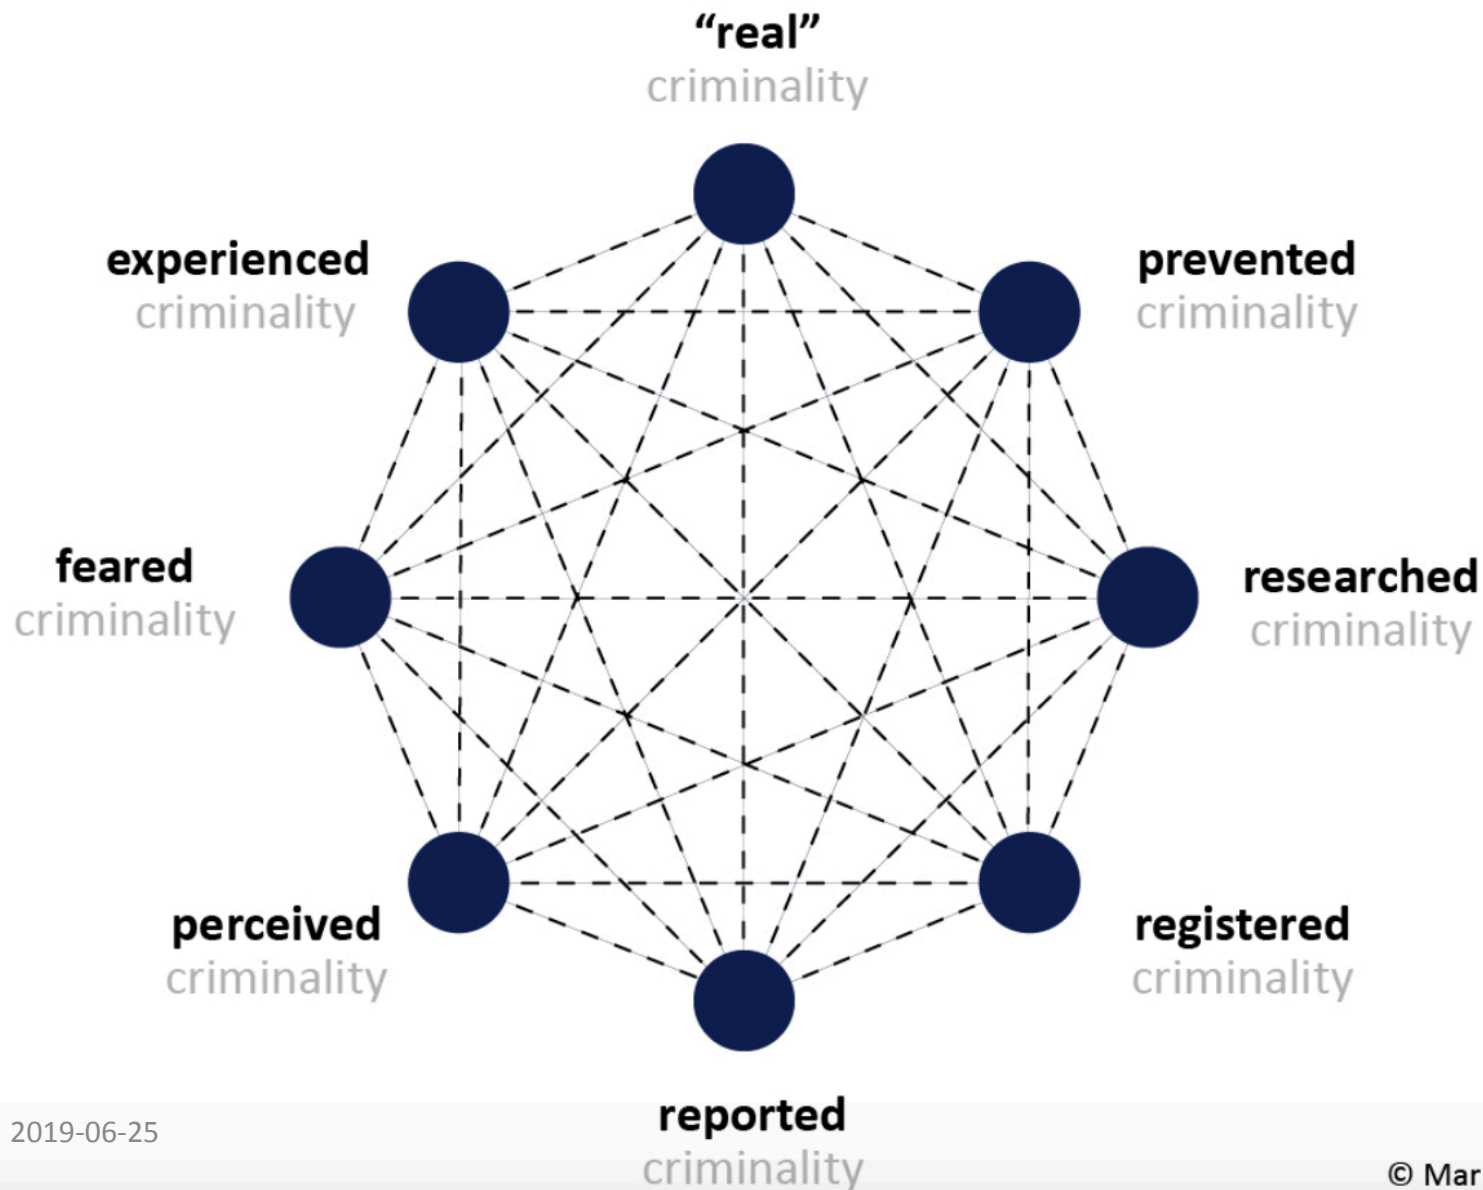 “real”
criminality
experienced
criminality
prevented
criminality
feared
criminality
researched
criminality
perceived
criminality
registered
criminality
reported
criminality
2019-06-25
© Mar